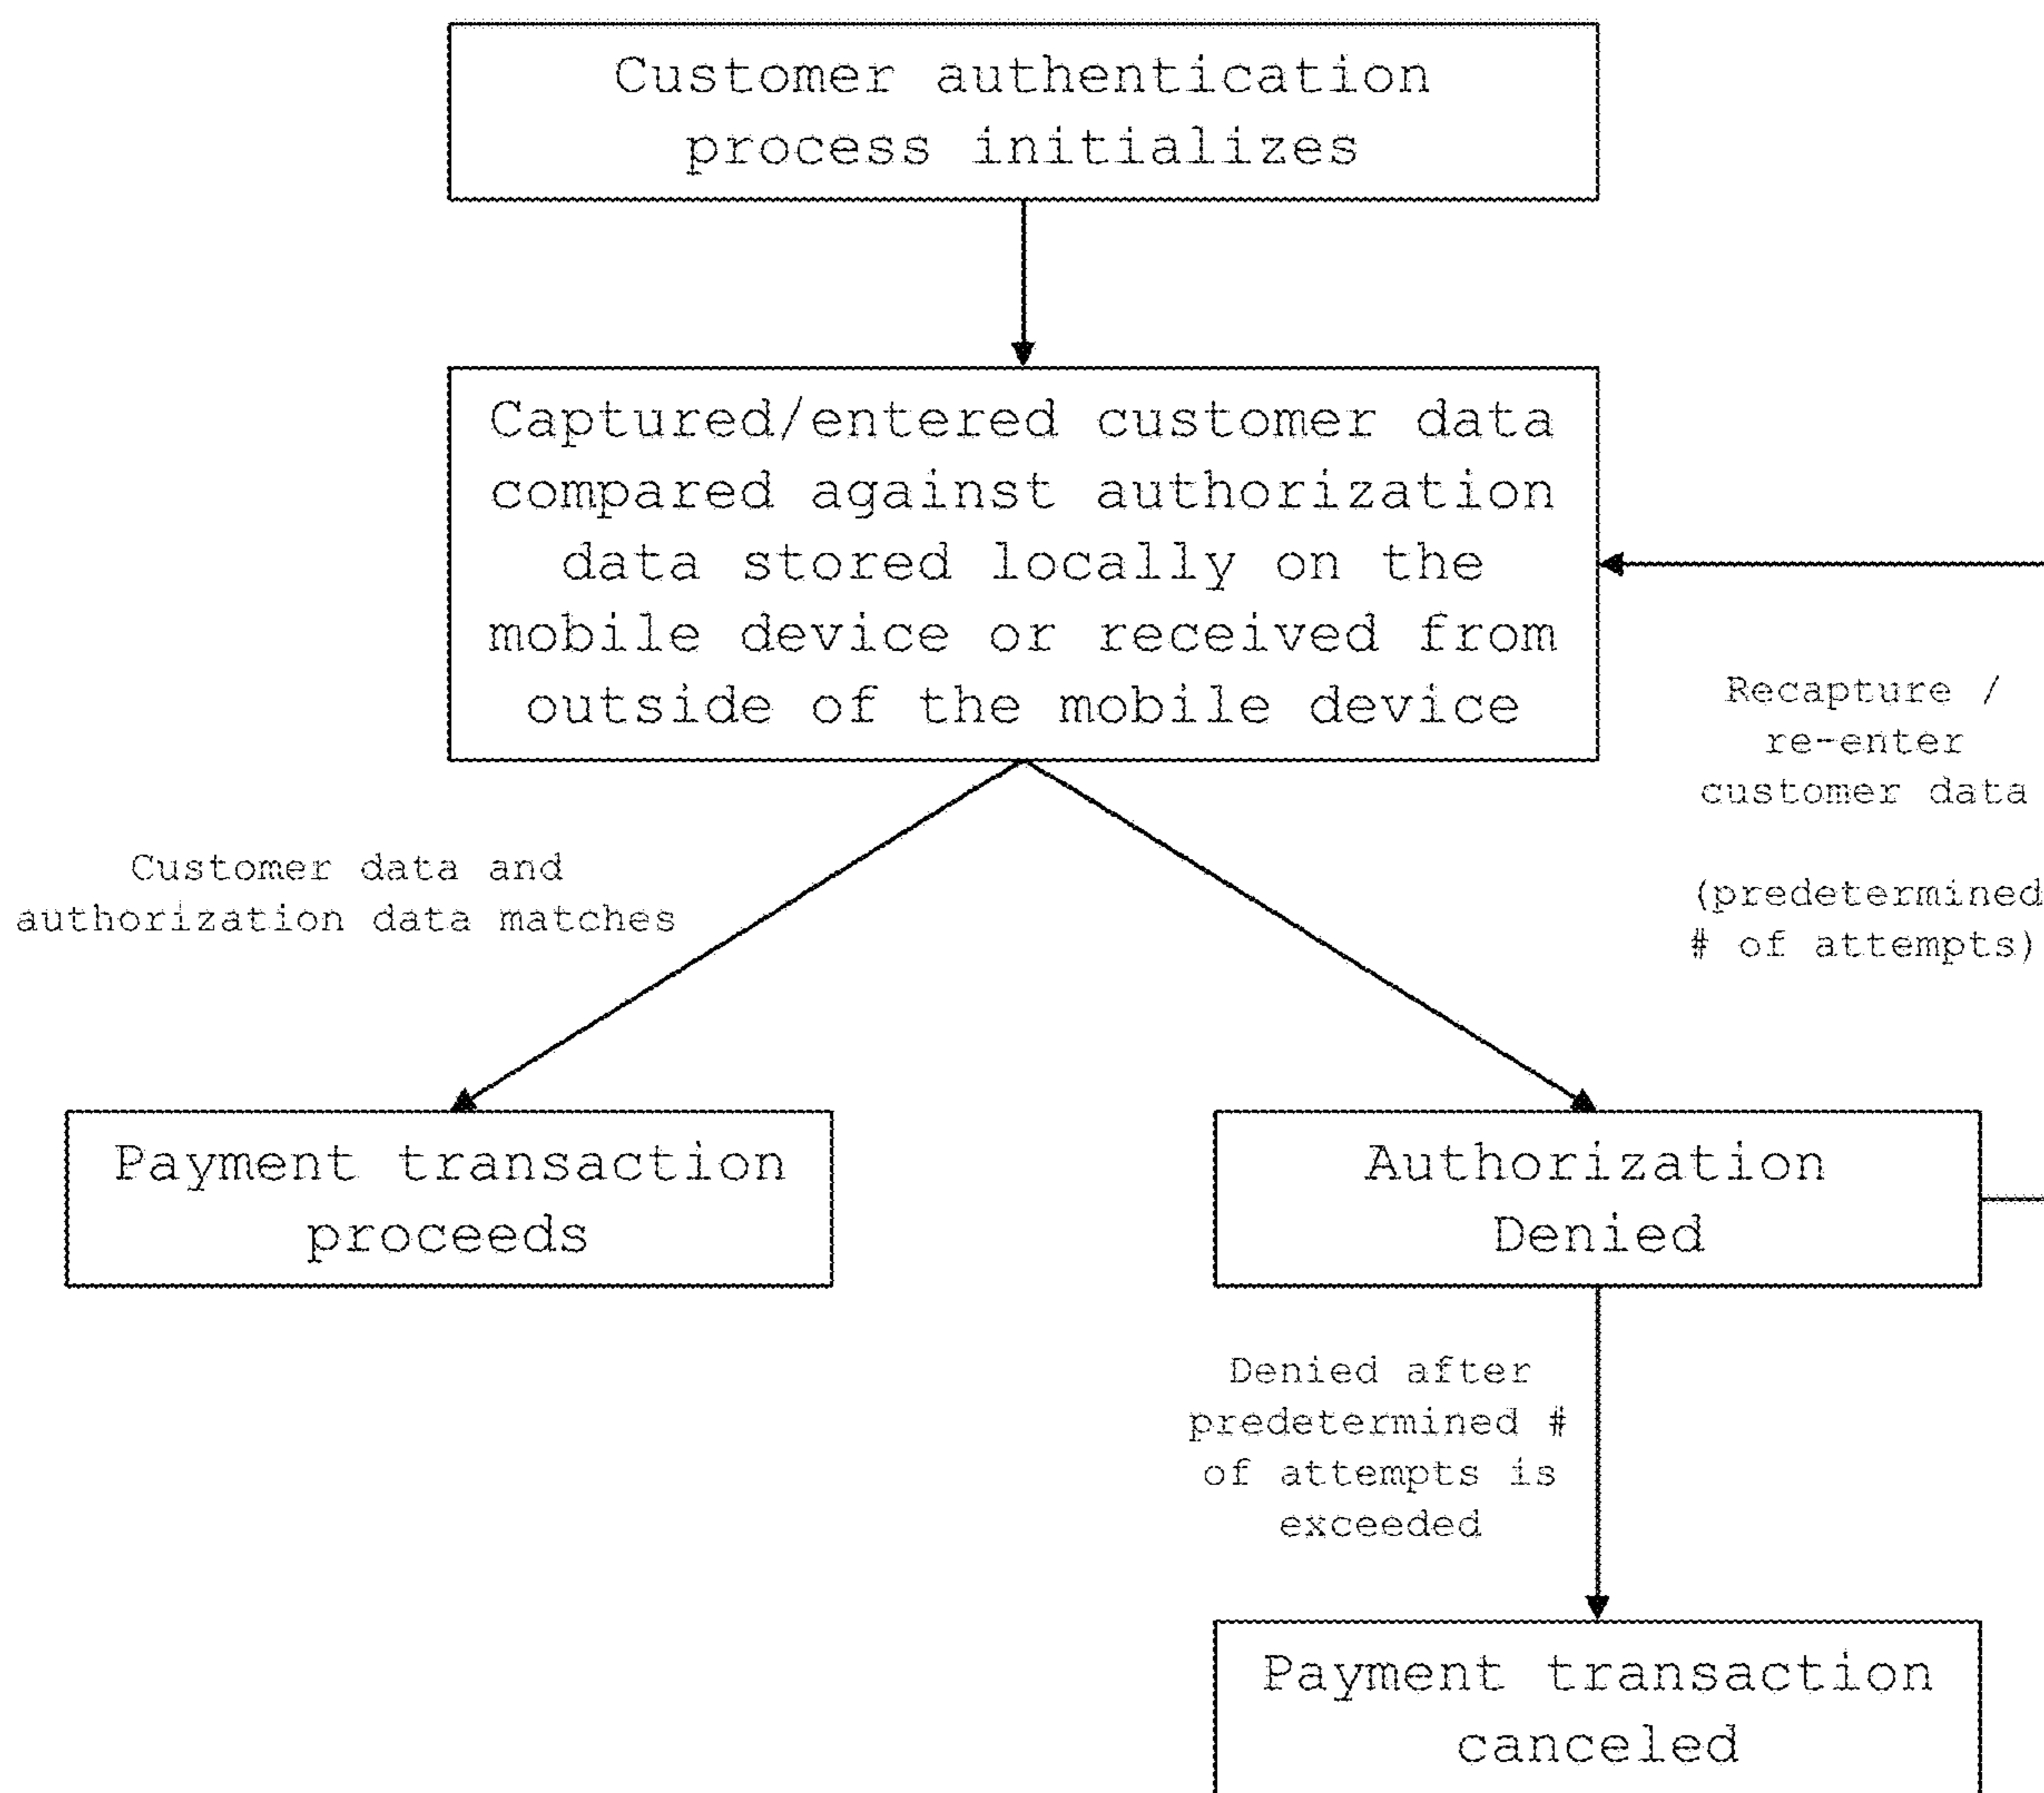 Customer authentication
process initializes
Captured/entered customer data
compared against authorization
data stored locally on the
mobile device or received from
outside of the mobile device
Recapture /
re-enter
customer data
(predetermined
# of attempts)
Customer data and
authorization data matches
Payment transaction
proceeds
Authorization
Denied
Denied after
predetermined #
of attempts is
exceeded
Payment transaction
canceled